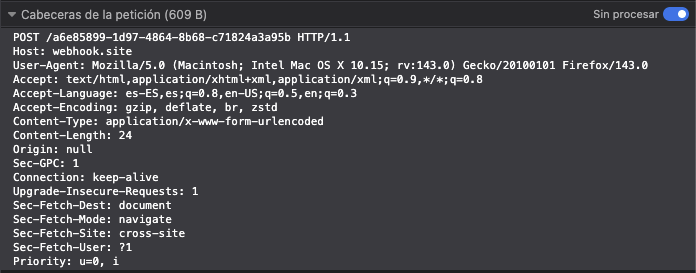 Cabeceras de la petición (609 B) Sin procesar
POST /a6e85899-1d97-4864-8b68-c71824a3a95b HTTP/1.1
Host: webhook.site
User-Agent: Mozilla/5.0 (Macintosh; Intel Mac OS X 10.15; rv:143.0) Gecko/20100101 Firefox/143.0
Accept: text/html,application/xhtml+xml,application/xml;q=0.9,*/*;q=0.8
Accept-Language: es-ES,es;q=0.8,en-US;q=0.5,en;q=0.3
Accept-Encoding: gzip, deflate, br, zstd
Content-Type: application/x-www-form-urlencoded
Content-Length: 24
Origin: null
Sec-GPC: 1
Connection: keep-alive
Upgrade-Insecure-Requests: 1
Sec-Fetch-Dest: document
Sec-Fetch-Mode: navigate
Sec-Fetch-Site: cross-site
Sec-Fetch-User: ?1
Priority: u=0, i